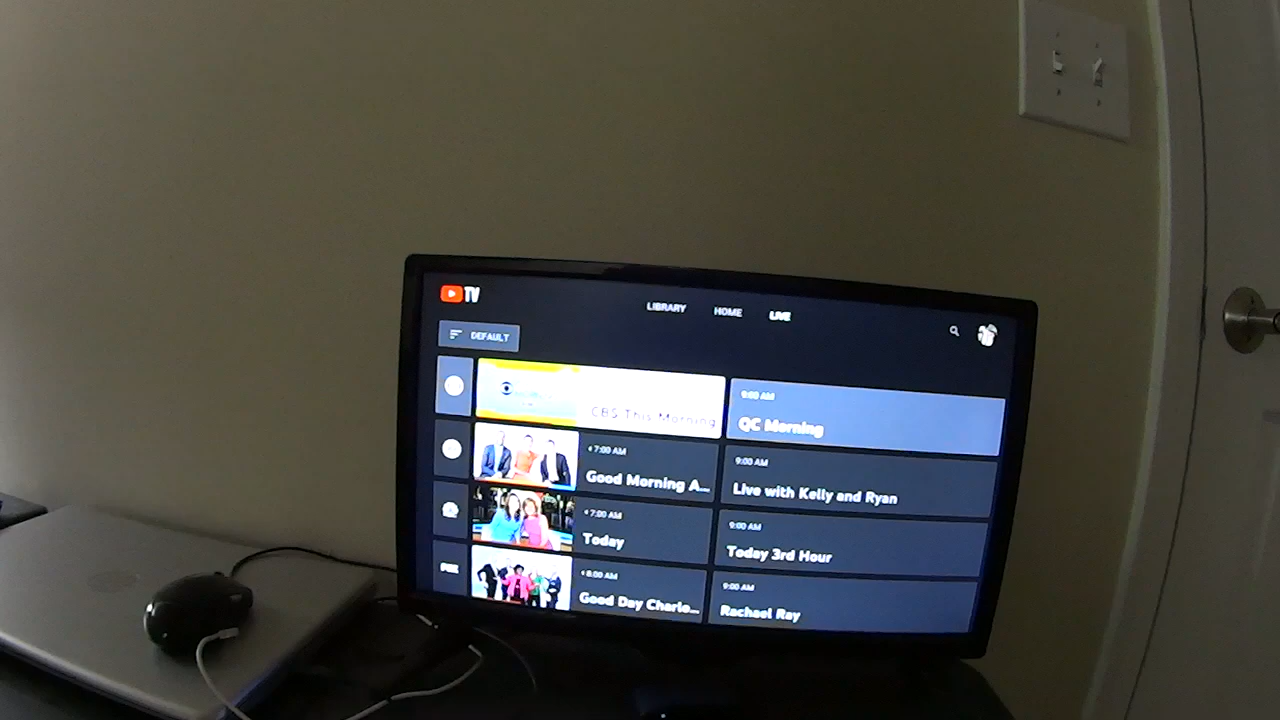 TV
LIBRARY HOME LIVE
DEFAULT
CBS This Morning
9:00 AM
QC Morning
7:00 AM
Good Morning A...
9:00 AM
Live with Kelly and Ryan
7:00 AM
Today
9:00 AM
Today 3rd Hour
FOX
8:00 AM
Good Day Charlo...
9:00 AM
Rachael Ray